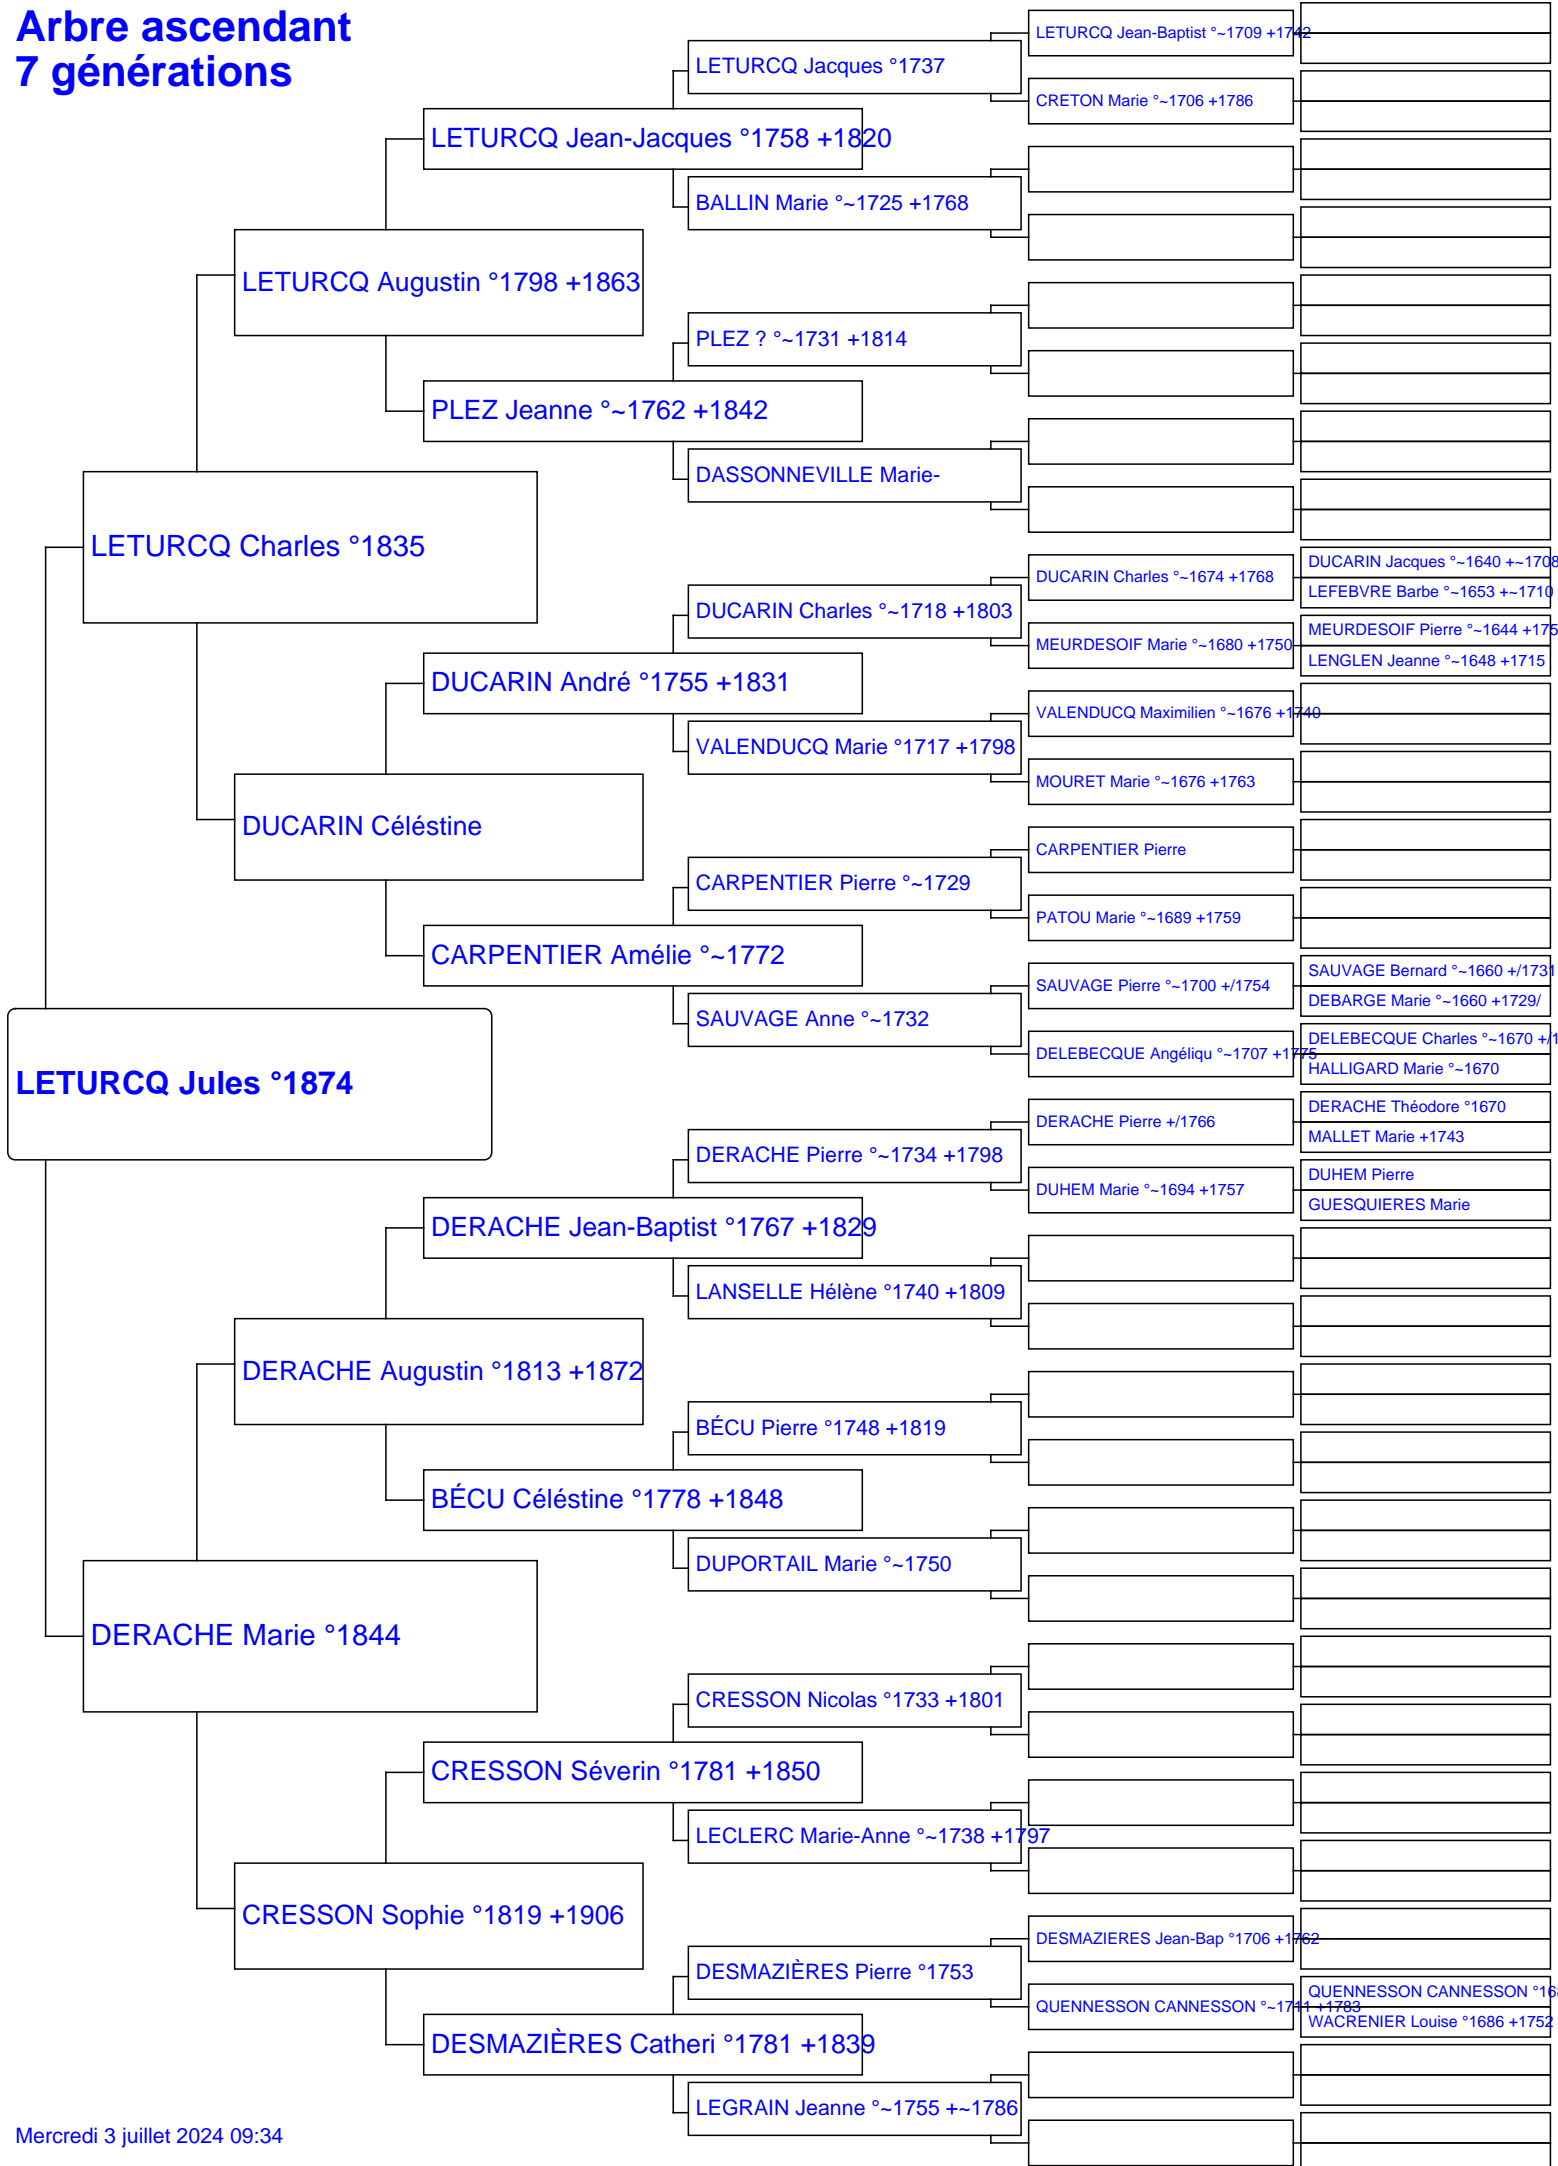 Arbre ascendant
7 générations
LETURCQ Jean-Baptist °~1709 +1742
LETURCQ Jacques °1737
CRETON Marie °~1706 +1786
LETURCQ Jean-Jacques °1758 +1820
BALLIN Marie °~1725 +1768
LETURCQ Augustin °1798 +1863
PLEZ ? °~1731 +1814
PLEZ Jeanne °~1762 +1842
DASSONNEVILLE Marie-
LETURCQ Charles °1835
DUCARIN Jacques °~1640 +~1708
DUCARIN Charles °~1674 +1768
LEFEBVRE Barbe °~1653 +~1710
DUCARIN Charles °~1718 +1803
MEURDESOIF Pierre °~1644 +175
MEURDESOIF Marie °~1680 +1750
LENGLEN Jeanne °~1648 +1715
DUCARIN André °1755 +1831
VALENDUCQ Maximilien °~1676 +1740
VALENDUCQ Marie °1717 +1798
MOURET Marie °~1676 +1763
DUCARIN Céléstine
CARPENTIER Pierre
CARPENTIER Pierre °~1729
PATOU Marie °~1689 +1759
CARPENTIER Amélie °~1772
SAUVAGE Bernard °~1660 +/1731
SAUVAGE Pierre °~1700 +/1754
DEBARGE Marie °~1660 +1729/
SAUVAGE Anne °~1732
DELEBECQUE Charles °~1670 +/1
DELEBECQUE Angéliqu °~1707 +1775
HALLIGARD Marie °~1670
LETURCQ Jules °1874
DERACHE Théodore °1670
DERACHE Pierre +/1766
MALLET Marie +1743
DERACHE Pierre °~1734 +1798
DUHEM Pierre
DUHEM Marie °~1694 +1757
GUESQUIERES Marie
DERACHE Jean-Baptist °1767 +1829
LANSELLE Hélène °1740 +1809
DERACHE Augustin °1813 +1872
BÉCU Pierre °1748 +1819
BÉCU Céléstine °1778 +1848
DUPORTAIL Marie °~1750
DERACHE Marie °1844
CRESSON Nicolas °1733 +1801
CRESSON Séverin °1781 +1850
LECLERC Marie-Anne °~1738 +1797
CRESSON Sophie °1819 +1906
DESMAZIERES Jean-Bap °1706 +1762
DESMAZIÈRES Pierre °1753
QUENNESSON CANNESSON °16
QUENNESSON CANNESSON °~1711 +1783
WACRENIER Louise °1686 +1752
DESMAZIÈRES Catheri °1781 +1839
LEGRAIN Jeanne °~1755 +~1786
Mercredi 3 juillet 2024 09:34